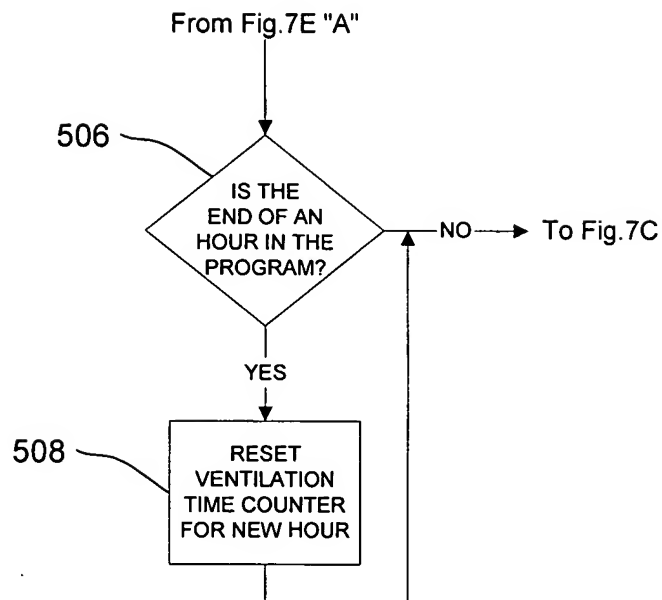 From Fig.7E "A"
506
IS THE
END OF AN
HOUR IN THE
PROGRAM?
NO
To Fig.7C
YES
508
RESET
VENTILATION
TIME COUNTER
FOR NEW HOUR